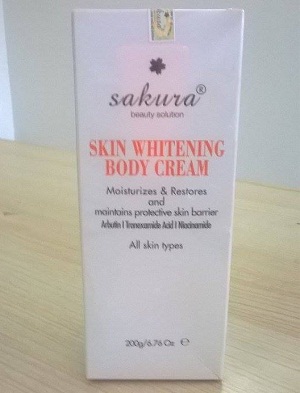 sakura®
beauty solution
SKIN WHITENING
BODY CREAM
Moisturizes & Restores
and
maintains protective skin barrier
Arbutin I Tranexamide Acid I Niacinamide
All skin types
200g/6.76 Oz ℮